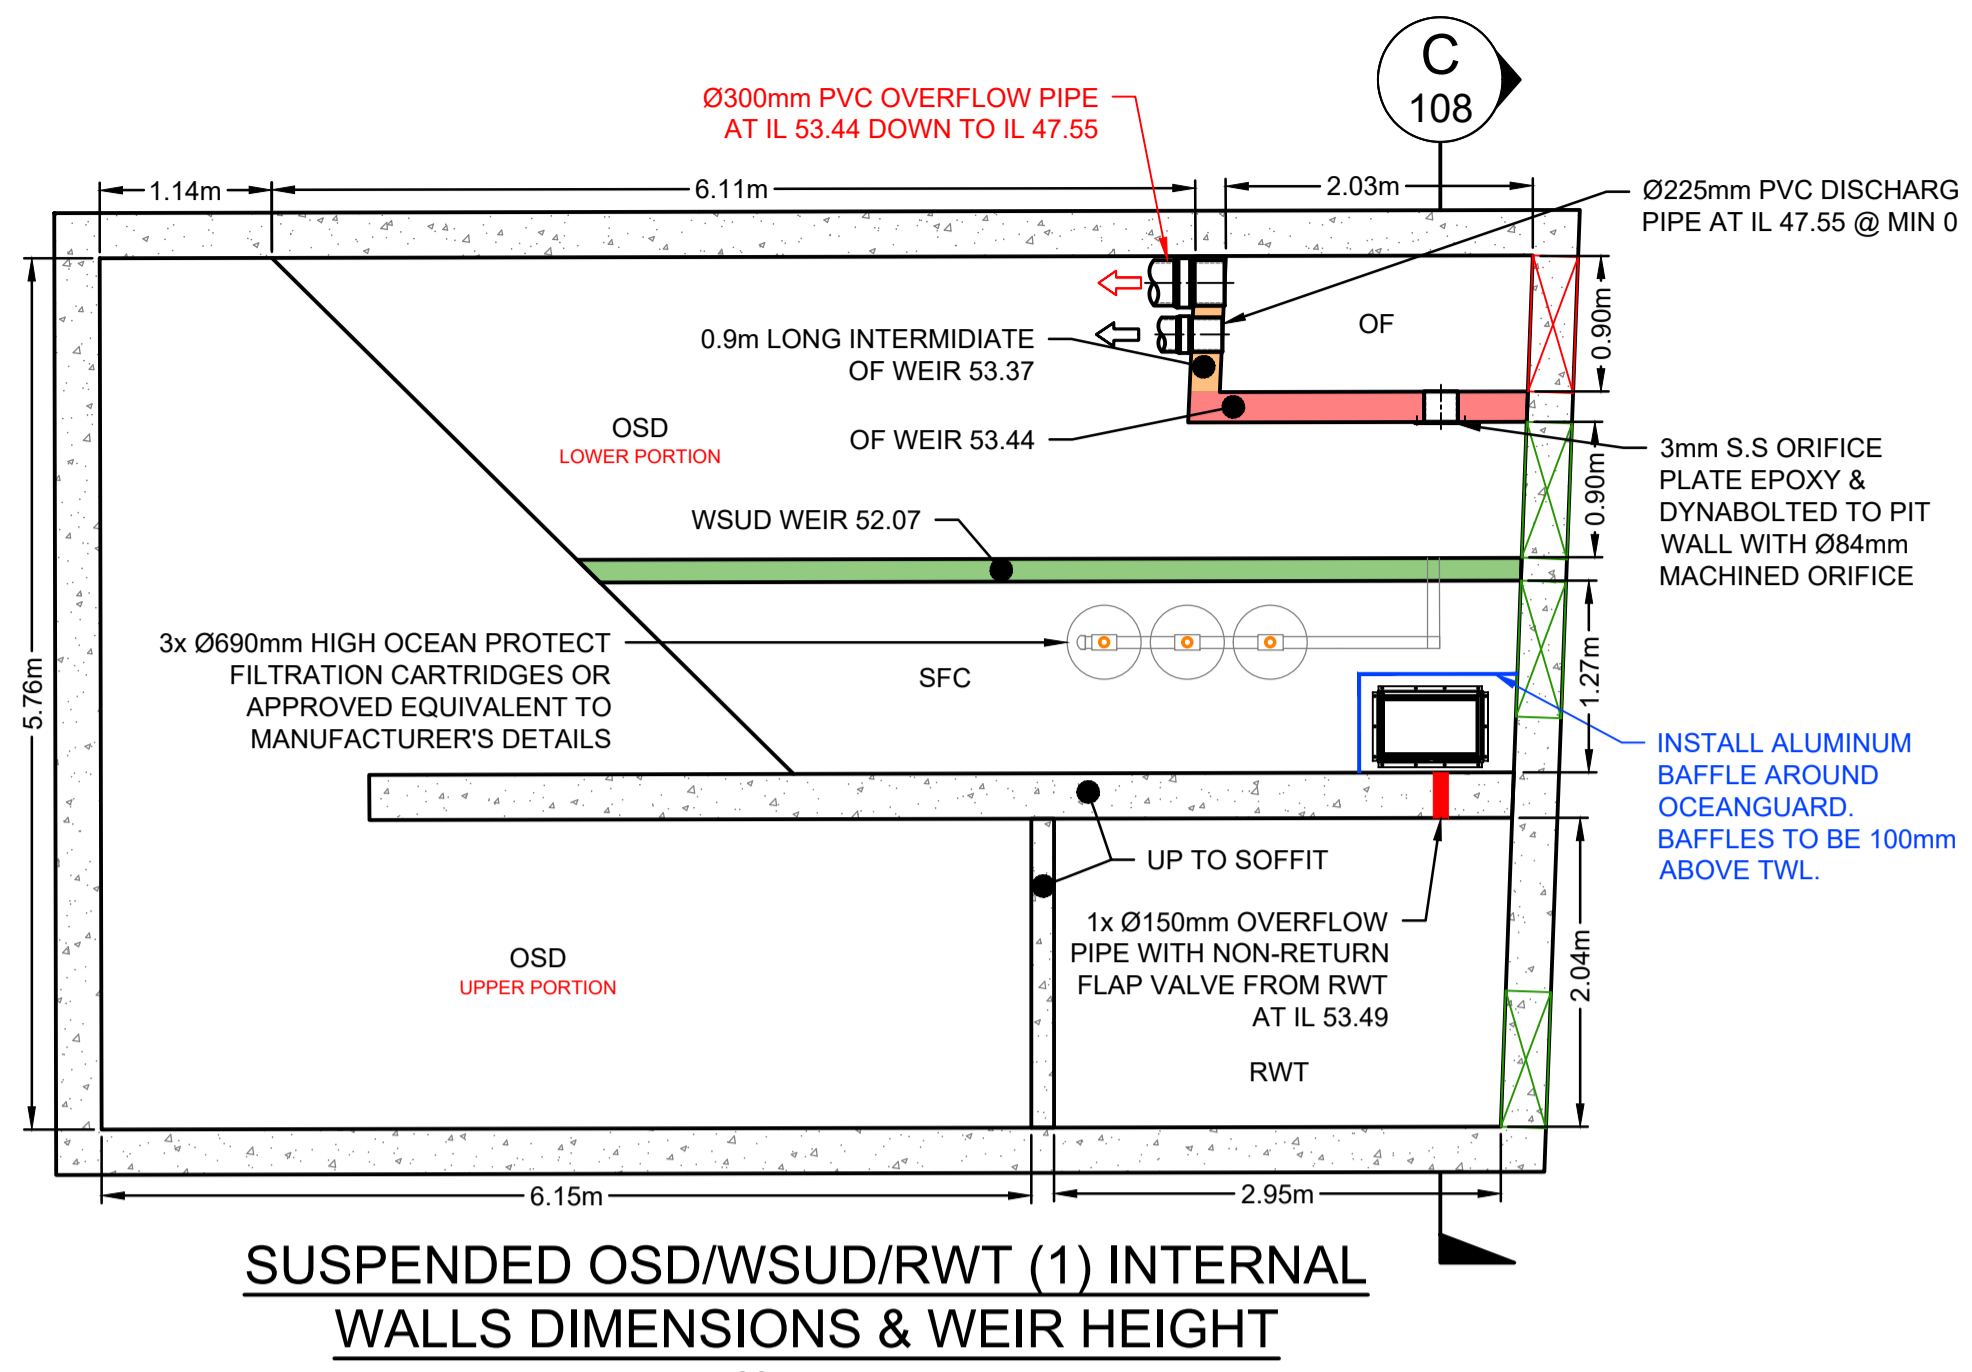 C
108
Ø300mm PVC OVERFLOW PIPE
AT IL 53.44 DOWN TO IL 47.55
1.14m
6.11m
2.03m
Ø225mm PVC DISCHARG
PIPE AT IL 47.55 @ MIN 0
0.90m
OF
0.9m LONG INTERMIDIATE
OF WEIR 53.37
OSD
LOWER PORTION
OF WEIR 53.44
0.90m
3mm S.S ORIFICE
PLATE EPOXY &
DYNABOLTED TO PIT
WALL WITH Ø84mm
MACHINED ORIFICE
WSUD WEIR 52.07
5.76m
3x Ø690mm HIGH OCEAN PROTECT
FILTRATION CARTRIDGES OR
APPROVED EQUIVALENT TO
MANUFACTURER'S DETAILS
SFC
1.27m
INSTALL ALUMINUM
BAFFLE AROUND
OCEANGUARD.
BAFFLES TO BE 100mm
ABOVE TWL.
UP TO SOFFIT
1x Ø150mm OVERFLOW
PIPE WITH NON-RETURN
FLAP VALVE FROM RWT
AT IL 53.49
2.04m
OSD
UPPER PORTION
RWT
6.15m
2.95m
SUSPENDED OSD/WSUD/RWT (1) INTERNAL
WALLS DIMENSIONS & WEIR HEIGHT